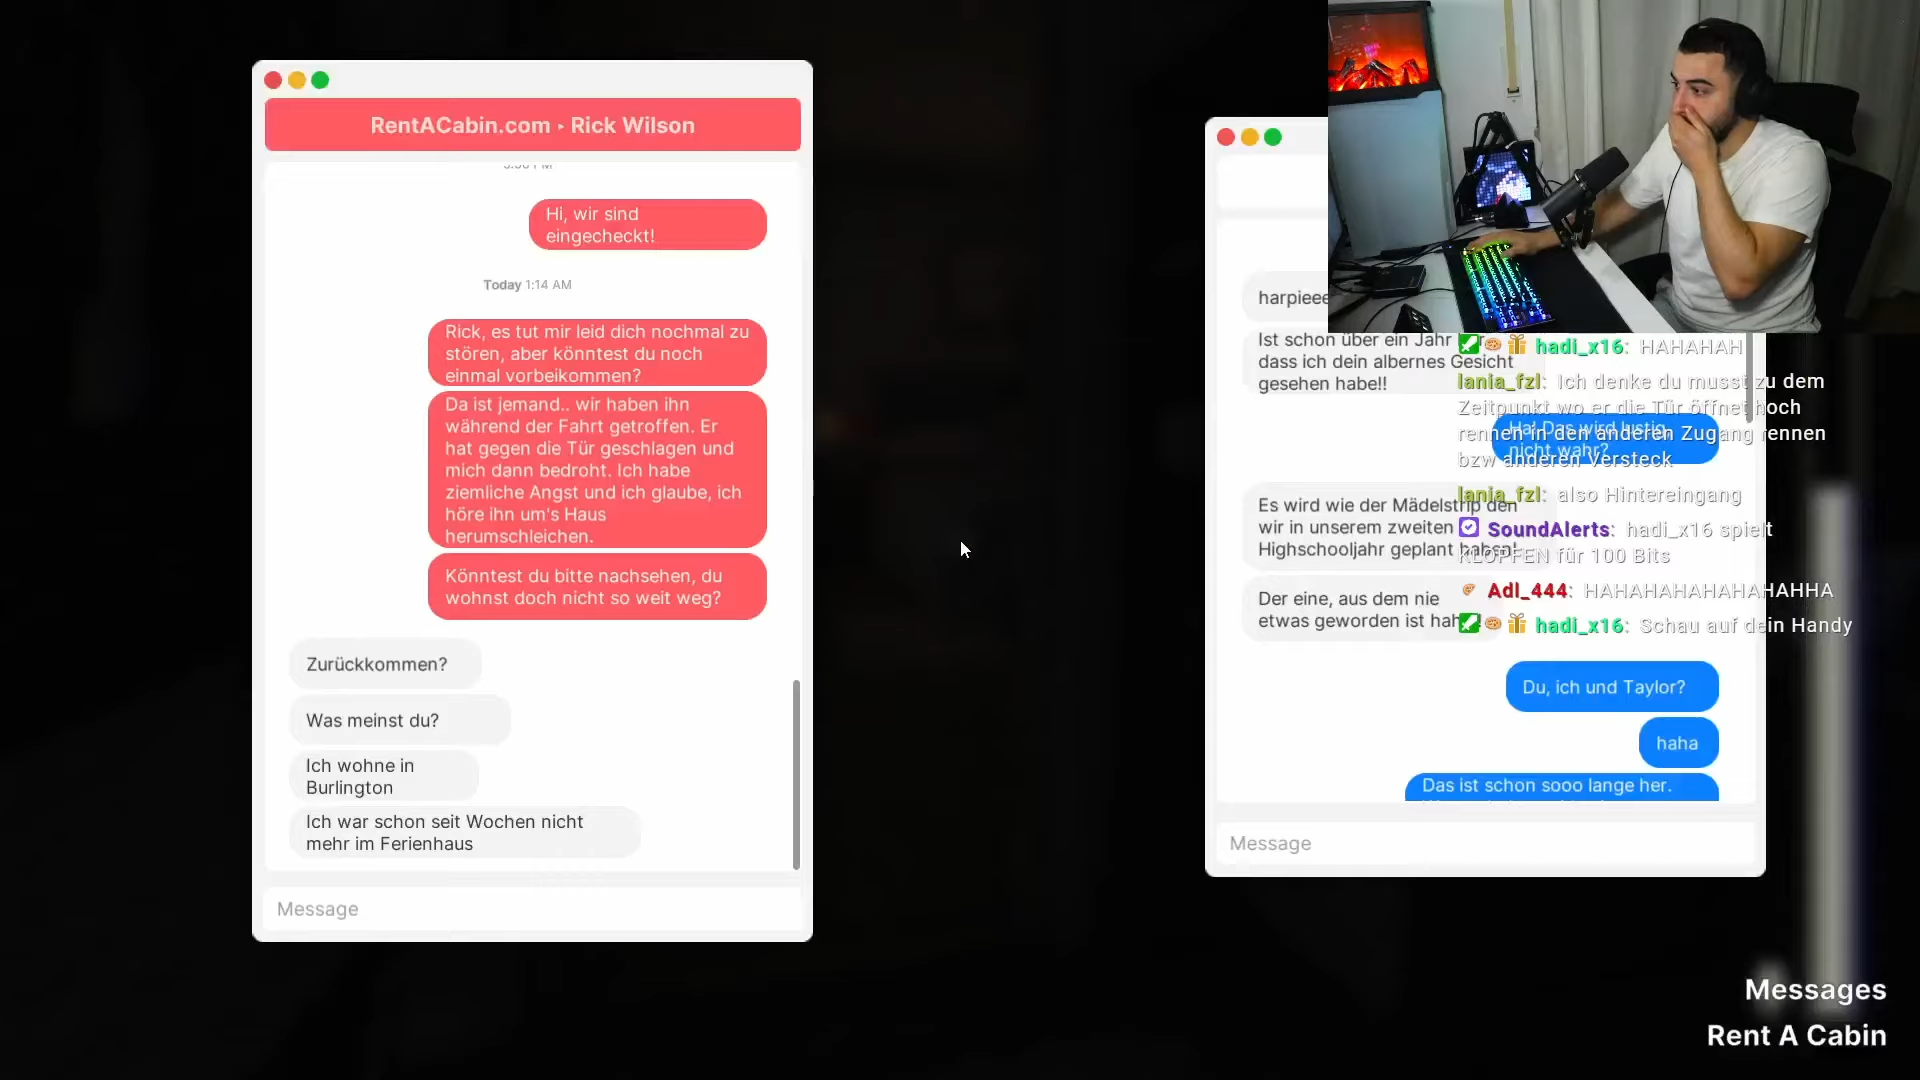 RentACabin.com · Rick Wilson
Hi, wir sind
eingecheckt!
Today 1:14 AM
Rick, es tut mir leid dich nochmal zu
stören, aber könntest du noch
einmal vorbeikommen?
Da ist jemand.. wir haben ihn
während der Fahrt getroffen. Er
hat gegen die Tür geschlagen und
mich dann bedroht. Ich habe
ziemliche Angst und ich glaube, ich
höre ihn um's Haus
herumschleichen.
Könntest du bitte nachsehen, du
wohnst doch nicht so weit weg?
Zurückkommen?
Was meinst du?
Ich wohne in
Burlington
Ich war schon seit Wochen nicht
mehr im Ferienhaus
Message
harpieee
Ist schon über ein Jahr
dass ich dein albernes Gesicht
gesehen habe!!
Ha! Das wird lustig,
nicht wahr?
Es wird wie der Mädelstrip den
wir in unserem zweiten
Highschooljahr geplant haben!
Der eine, aus dem nie
etwas geworden ist
Du, ich und Taylor?
haha
Das ist schon sooo lange her.
Message
hadi_x16: HAHAHAH
lania_fzl: Ich denke du musst zu dem
Zeitpunkt wo er die Tür öffnet hoch
rennen in den anderen Zugang rennen
bzw anderen Versteck
lania_fzl: also Hintereingang
SoundAlerts: hadi_x16 spielt
KLOPFEN für 100 Bits
Adl_444: HAHAHAHAHAHAHAHHA
hadi_x16: Schau auf dein Handy
Messages
Rent A Cabin